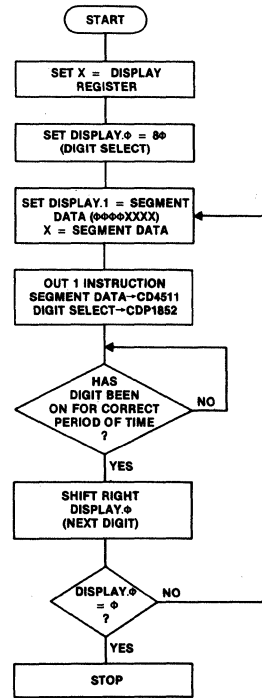 START
SET X = DISPLAY
REGISTER
SET DISPLAY.Φ = 8Φ
(DIGIT SELECT)
SET DISPLAY.1 = SEGMENT
DATA (ΦΦΦΦXXXX)
X = SEGMENT DATA
OUT 1 INSTRUCTION
SEGMENT DATA→CD4511
DIGIT SELECT→CDP1852
HAS
DIGIT BEEN
ON FOR CORRECT
PERIOD OF TIME
?
NO
YES
SHIFT RIGHT
DISPLAY.Φ
(NEXT DIGIT)
DISPLAY.Φ
= Φ
?
NO
YES
STOP